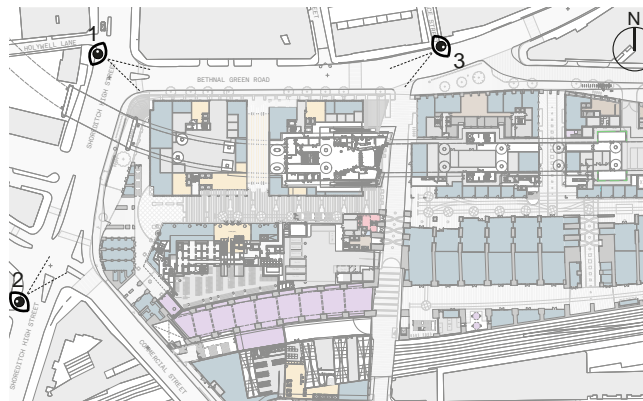 N
1
HOLYWELL LANE
3
BETHNAL GREEN ROAD
SHOREDITCH HIGH STREET
2
SHOREDITCH HIGH STREET
COMMERCIAL STREET